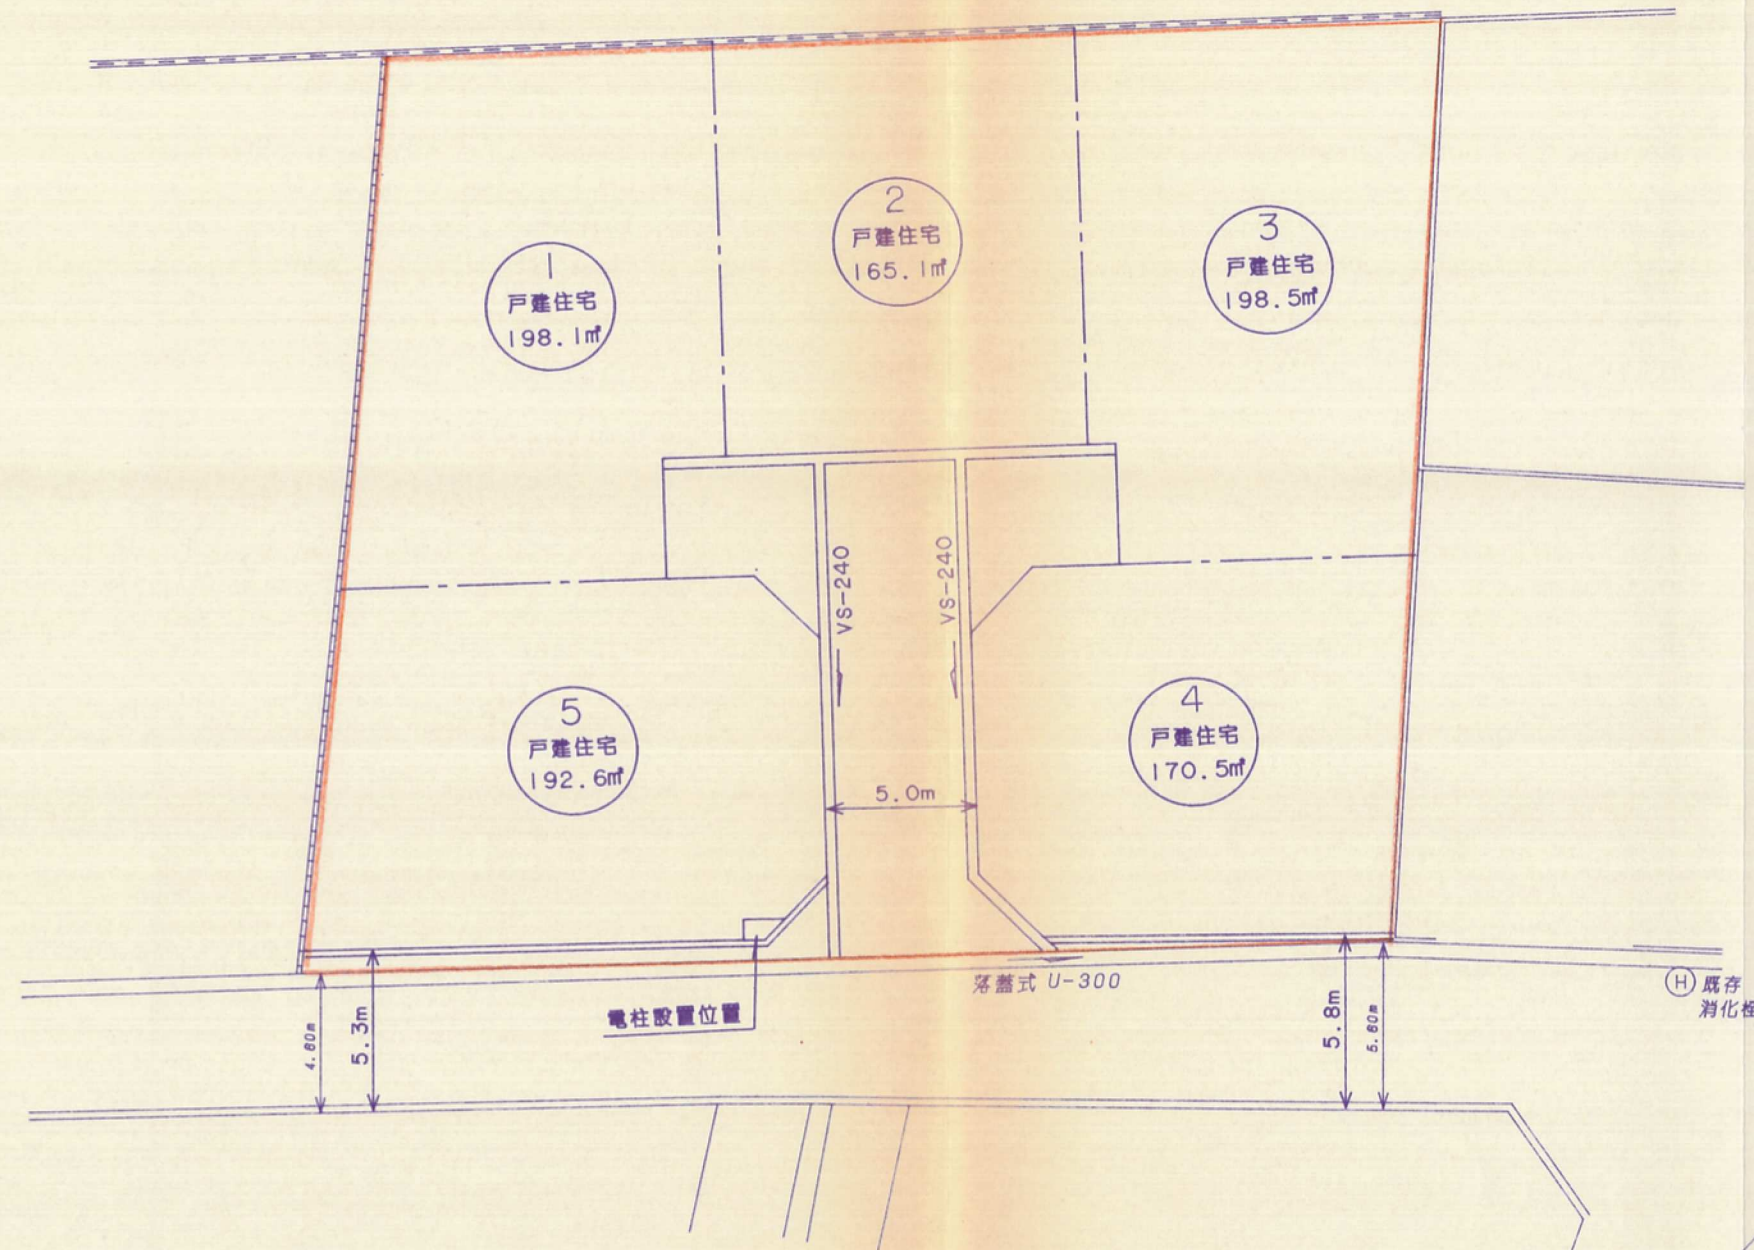 1
戸建住宅
198.1㎡
2
戸建住宅
165.1㎡
3
戸建住宅
198.5㎡
VS-240
VS-240
5
戸建住宅
192.6㎡
4
戸建住宅
170.5㎡
5.0m
落蓋式 U-300
電柱設置位置
4.60m
5.3m
5.8m
5.60m
H 既存
消化栓